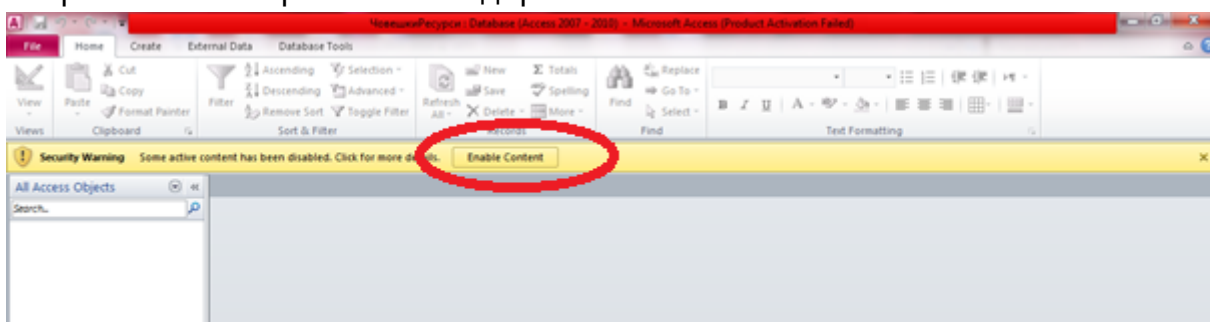 ЧовешкиРесурси : Database (Access 2007 - 2010) - Microsoft Access (Product Activation Failed)
File Home Create External Data Database Tools
Cut Ascending Selection New Totals Replace
Copy Descending Advanced Save Spelling Go To
View Paste Format Painter Filter Remove Sort Toggle Filter Refresh All Delete More Find Select B I U A
Views Clipboard Sort & Filter Records Find Text Formatting
Security Warning Some active content has been disabled. Click for more details. Enable Content
All Access Objects
Search...